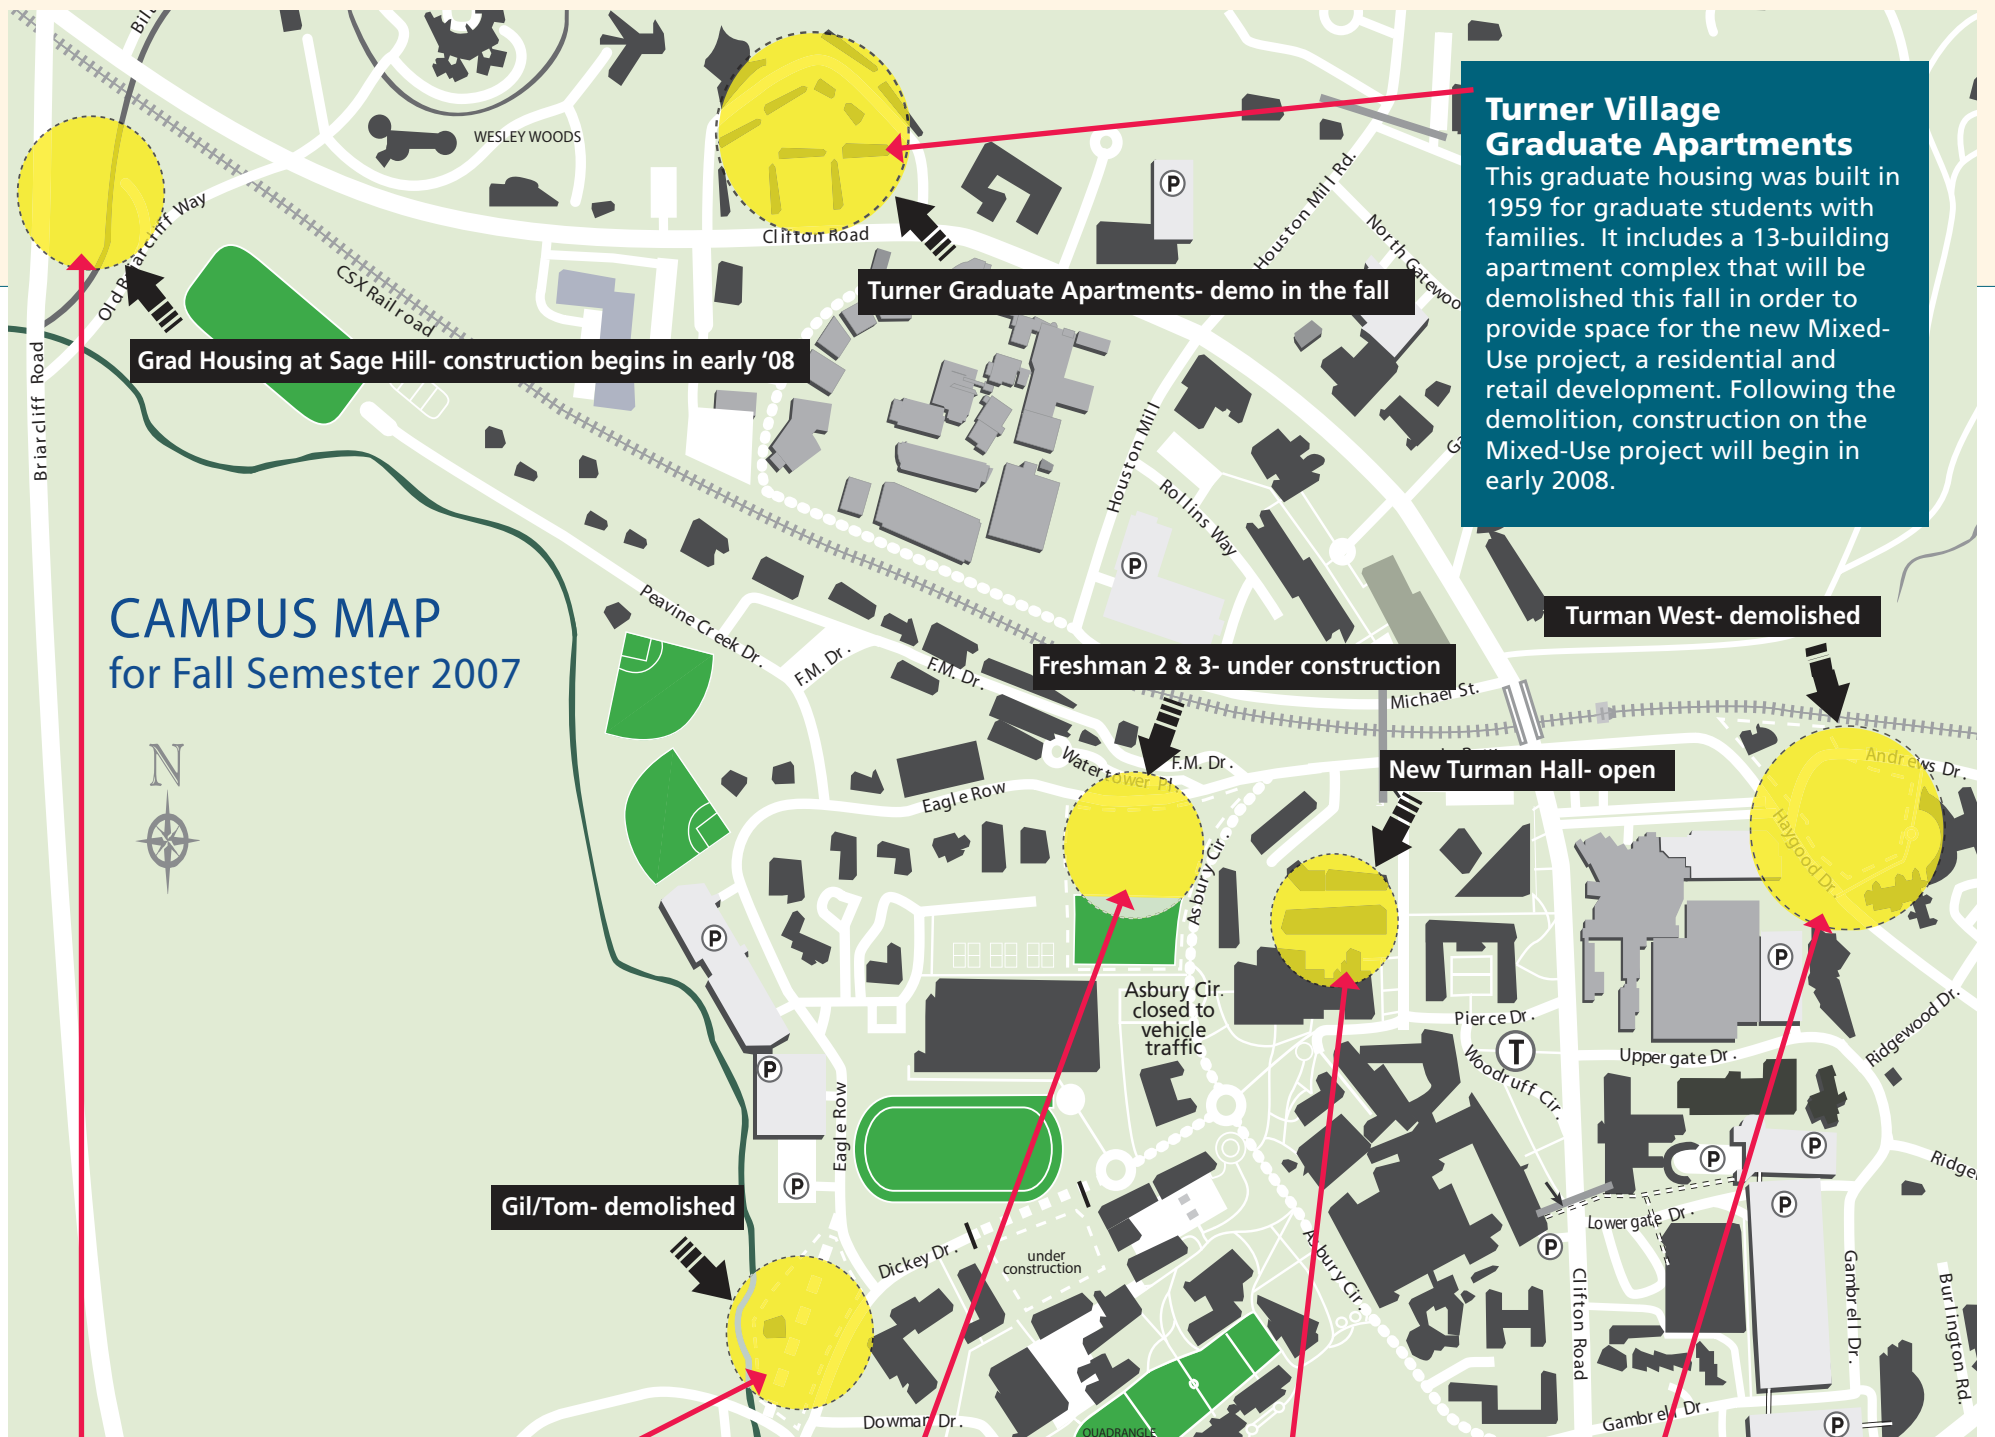 Bilt
WESLEY WOODS
Turner Village
Graduate Apartments
This graduate housing was built in
1959 for graduate students with
families.  It includes a 13-building
apartment complex that will be
demolished this fall in order to
provide space for the new Mixed-
Use project, a residential and
retail development. Following the
demolition, construction on the
Mixed-Use project will begin in
early 2008.
P
Houston Mill Rd.
North Gatewoo
Old Briarcliff Way
Clifton Road
CSX Railroad
Turner Graduate Apartments- demo in the fall
Grad Housing at Sage Hill- construction begins in early ‘08
Briarcliff Road
Houston Mill
Rollins Way
P
CAMPUS MAP
for Fall Semester 2007
Peavine Creek Dr.
F.M. Dr.
F.M. Dr.
Turman West- demolished
Freshman 2 & 3- under construction
Michael St.
N
Watertower Pl.
F.M. Dr.
New Turman Hall- open
Andrews Dr.
Eagle Row
Haygood Dr.
Asbury Cir.
P
P
Asbury Cir.
closed to
vehicle
traffic
Pierce Dr.
T
Woodruff Cir.
Uppergate Dr.
Ridgewood Dr.
P
Eagle Row
P
P
P
Ridge
Gil/Tom- demolished
P
Lowergate Dr.
P
Dickey Dr.
under
construction
Asbury Cir.
Clifton Road
Gambrell Dr.
Burlington Rd.
Dowman Dr.
QUADRANGLE
Gambrell Dr.
P